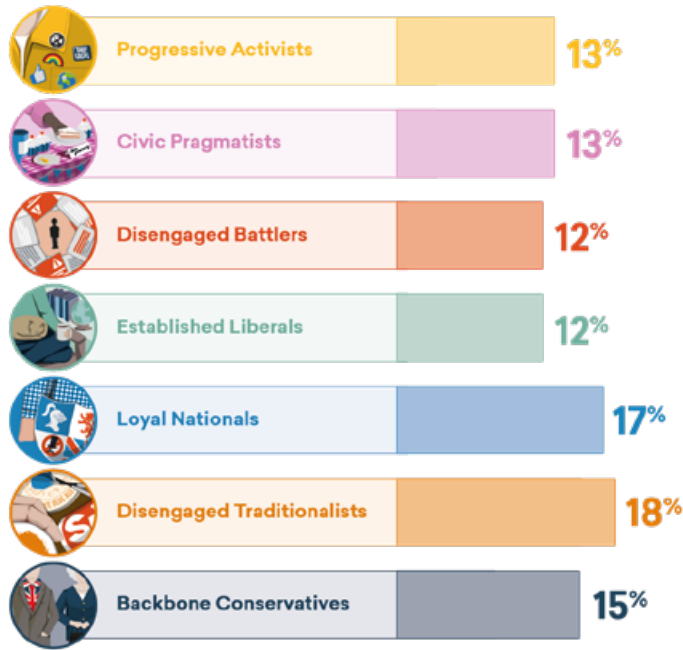 Progressive Activists 13%
Civic Pragmatists 13%
Disengaged Battlers 12%
Established Liberals 12%
Loyal Nationals 17%
Disengaged Traditionalists 18%
Backbone Conservatives 15%